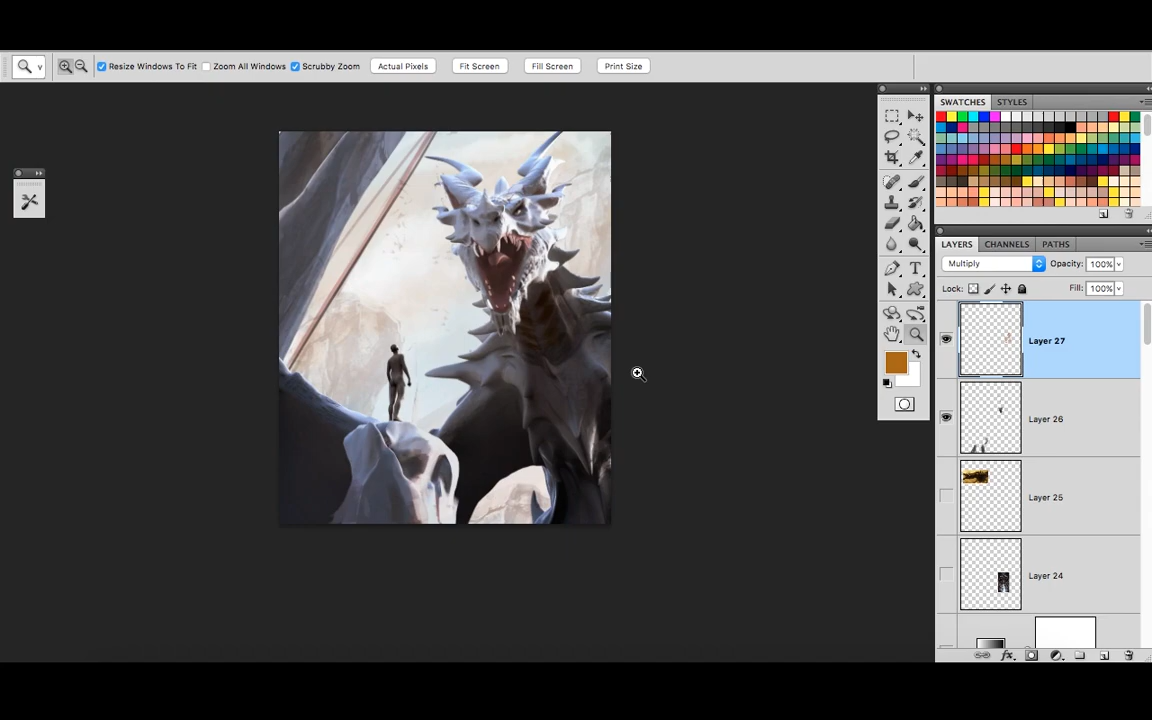 Resize Windows To Fit Zoom All Windows Scrubby Zoom Actual Pixels Fit Screen Fill Screen Print Size
SWATCHES STYLES
LAYERS CHANNELS PATHS
Multiply Opacity: 100%
Lock: Fill: 100%
Layer 27
Layer 26
Layer 25
Layer 24